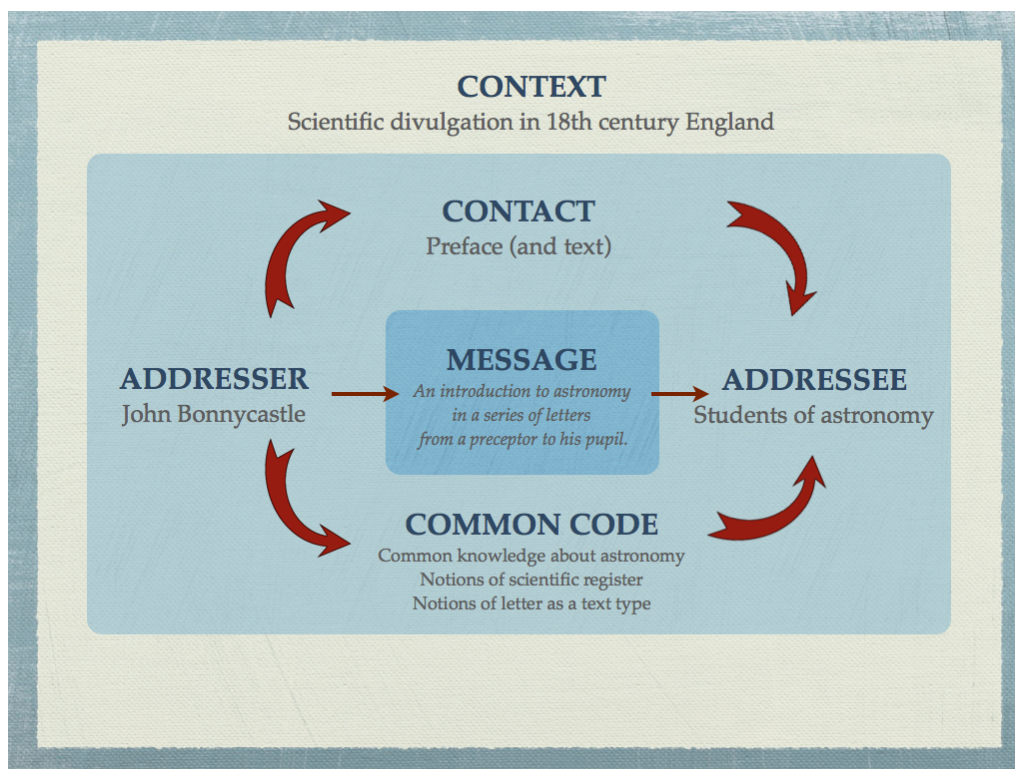 CONTEXT
Scientific divulgation in 18th century England
CONTACT
Preface (and text)
ADDRESSER
John Bonnycastle
MESSAGE
An introduction to astronomy
in a series of letters
from a preceptor to his pupil.
ADDRESSEE
Students of astronomy
COMMON CODE
Common knowledge about astronomy
Notions of scientific register
Notions of letter as a text type